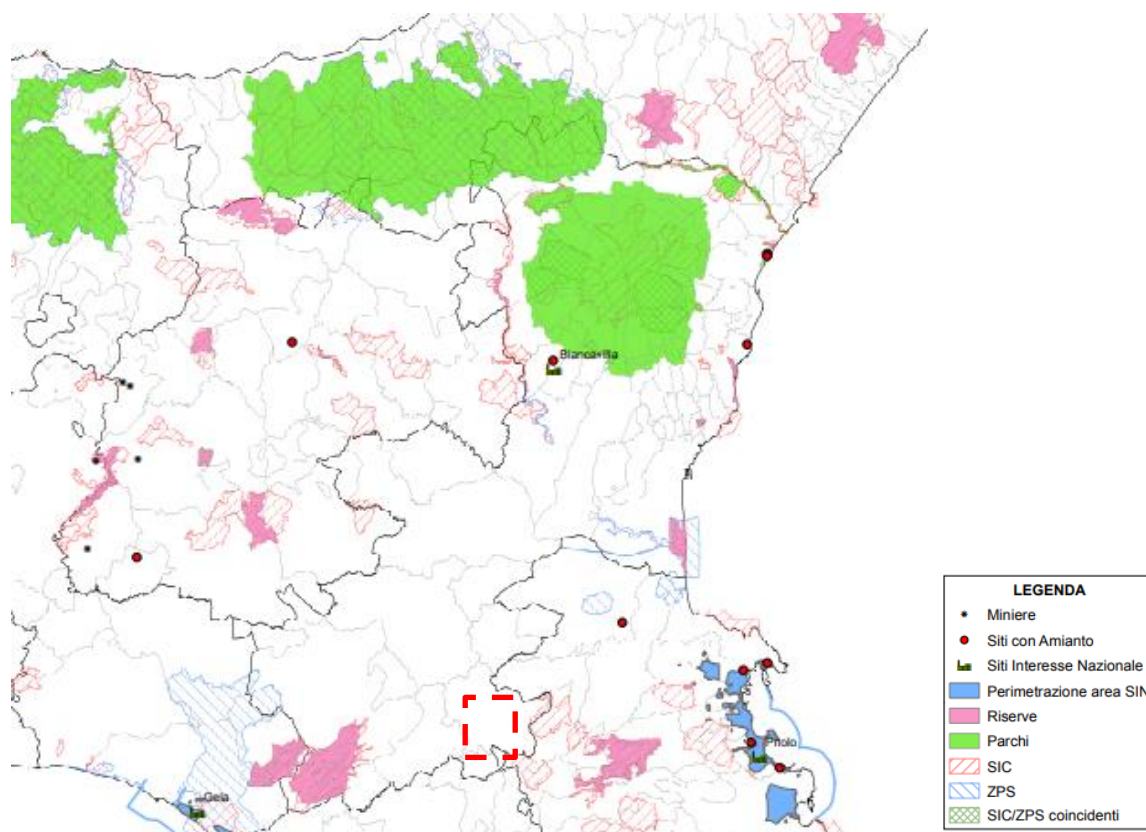 Biancavilla
Priolo
Gela
LEGENDA
Miniere
Siti con Amianto
Siti Interesse Nazionale
Perimetrazione area SIN
Riserve
Parchi
SIC
ZPS
SIC/ZPS coincidenti